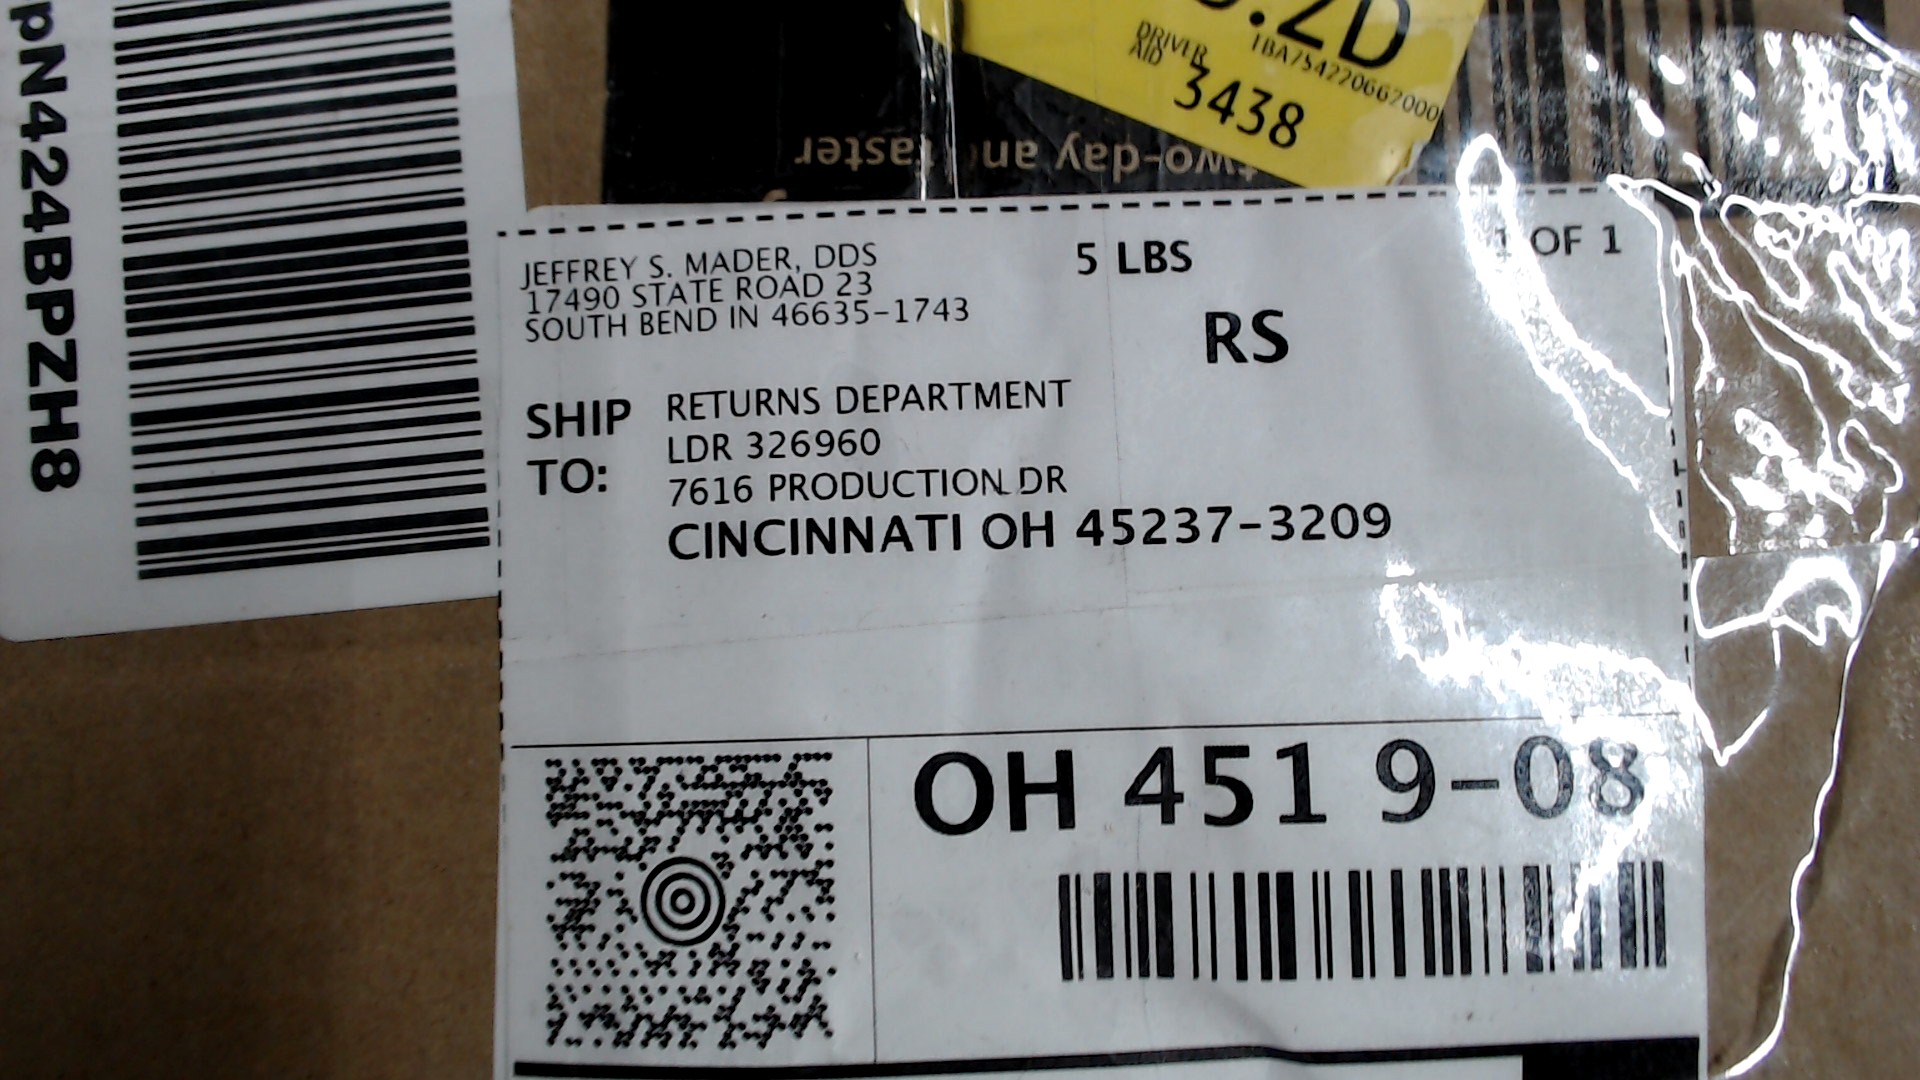 pN424BPZH8
.2D
DRIVER
AID
3438
1BA754220662000
two-day an faster
JEFFREY S. MADER, DDS
17490 STATE ROAD 23
SOUTH BEND IN 46635-1743
5 LBS
1 OF 1
RS
SHIP
TO:
RETURNS DEPARTMENT
LDR 326960
7616 PRODUCTION DR
CINCINNATI OH 45237-3209
OH 451 9-08